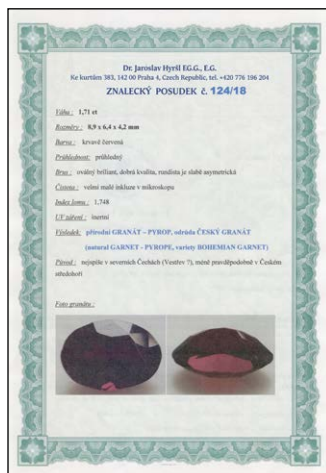 Dr. Jaroslav Hyršl F.G.G., E.G.
Ke kurtům 383, 142 00 Praha 4, Czech Republic, tel. +420 776 196 204
ZNALECKÝ POSUDEK č. 124/18
Váha : 1,71 ct
Rozměry : 8,9 x 6,4 x 4,2 mm
Barva : krvavě červená
Průhlednost: průhledný
Brus : oválný briliant, dobrá kvalita, rundista je slabě asymetrická
Čistota : velmi malé inkluze v mikroskopu
Index lomu : 1,748
UV záření : inertní
Výsledek: přírodní GRANÁT – PYROP, odrůda ČESKÝ GRANÁT
(natural GARNET - PYROPE, variety BOHEMIAN GARNET)
Původ : nejspíše v severních Čechách (Vestřev ?), méně pravděpodobně v Českém
středohoří
Foto granátu :